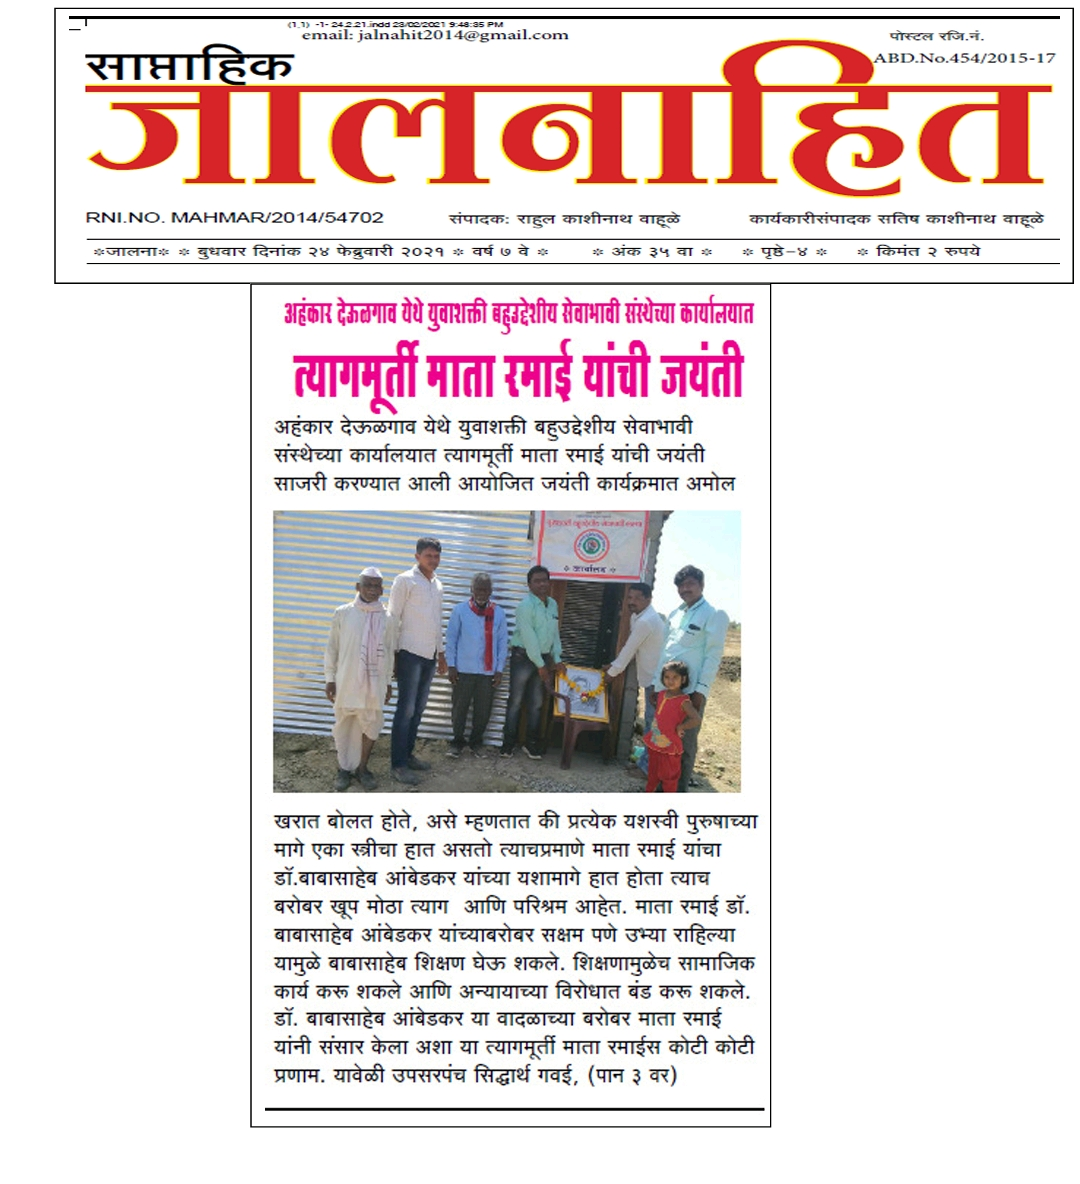 (1,1) -1- 24.2.21.indd 23/02/2021 9:48:35 PM
email: jalnahit2014@gmail.com
पोस्टल रजि.नं.
ABD.No.454/2015-17
साप्ताहिक
जालनाहित
RNI.NO. MAHMAR/2014/54702 संपादक: राहुल काशीनाथ वाहूळे कार्यकारीसंपादक सतिष काशीनाथ वाहूळे
❊जालना❊ ❊ बुधवार दिनांक २४ फेब्रुवारी २०२१ ❊ वर्ष ७ वे ❊ ❊ अंक ३५ वा ❊ ❊ पृष्ठे-४ ❊ ❊ किमंत २ रुपये
अहंकार देऊळगाव येथे युवाशक्ती बहुउद्देशीय सेवाभावी संस्थेच्या कार्यालयात
त्यागमूर्ती माता रमाई यांची जयंती
अहंकार देऊळगाव येथे युवाशक्ती बहुउद्देशीय सेवाभावी
संस्थेच्या कार्यालयात त्यागमूर्ती माता रमाई यांची जयंती
साजरी करण्यात आली आयोजित जयंती कार्यक्रमात अमोल
❊ कार्यालय ❊
खरात बोलत होते, असे म्हणतात की प्रत्येक यशस्वी पुरुषाच्या
मागे एका स्त्रीचा हात असतो त्याचप्रमाणे माता रमाई यांचा
डॉ.बाबासाहेब आंबेडकर यांच्या यशामागे हात होता त्याच
बरोबर खूप मोठा त्याग आणि परिश्रम आहेत. माता रमाई डॉ.
बाबासाहेब आंबेडकर यांच्याबरोबर सक्षम पणे उभ्या राहिल्या
यामुळे बाबासाहेब शिक्षण घेऊ शकले. शिक्षणामुळेच सामाजिक
कार्य करू शकले आणि अन्यायाच्या विरोधात बंड करू शकले.
डॉ. बाबासाहेब आंबेडकर या वादळाच्या बरोबर माता रमाई
यांनी संसार केला अशा या त्यागमूर्ती माता रमाईस कोटी कोटी
प्रणाम. यावेळी उपसरपंच सिद्धार्थ गवई, (पान ३ वर)